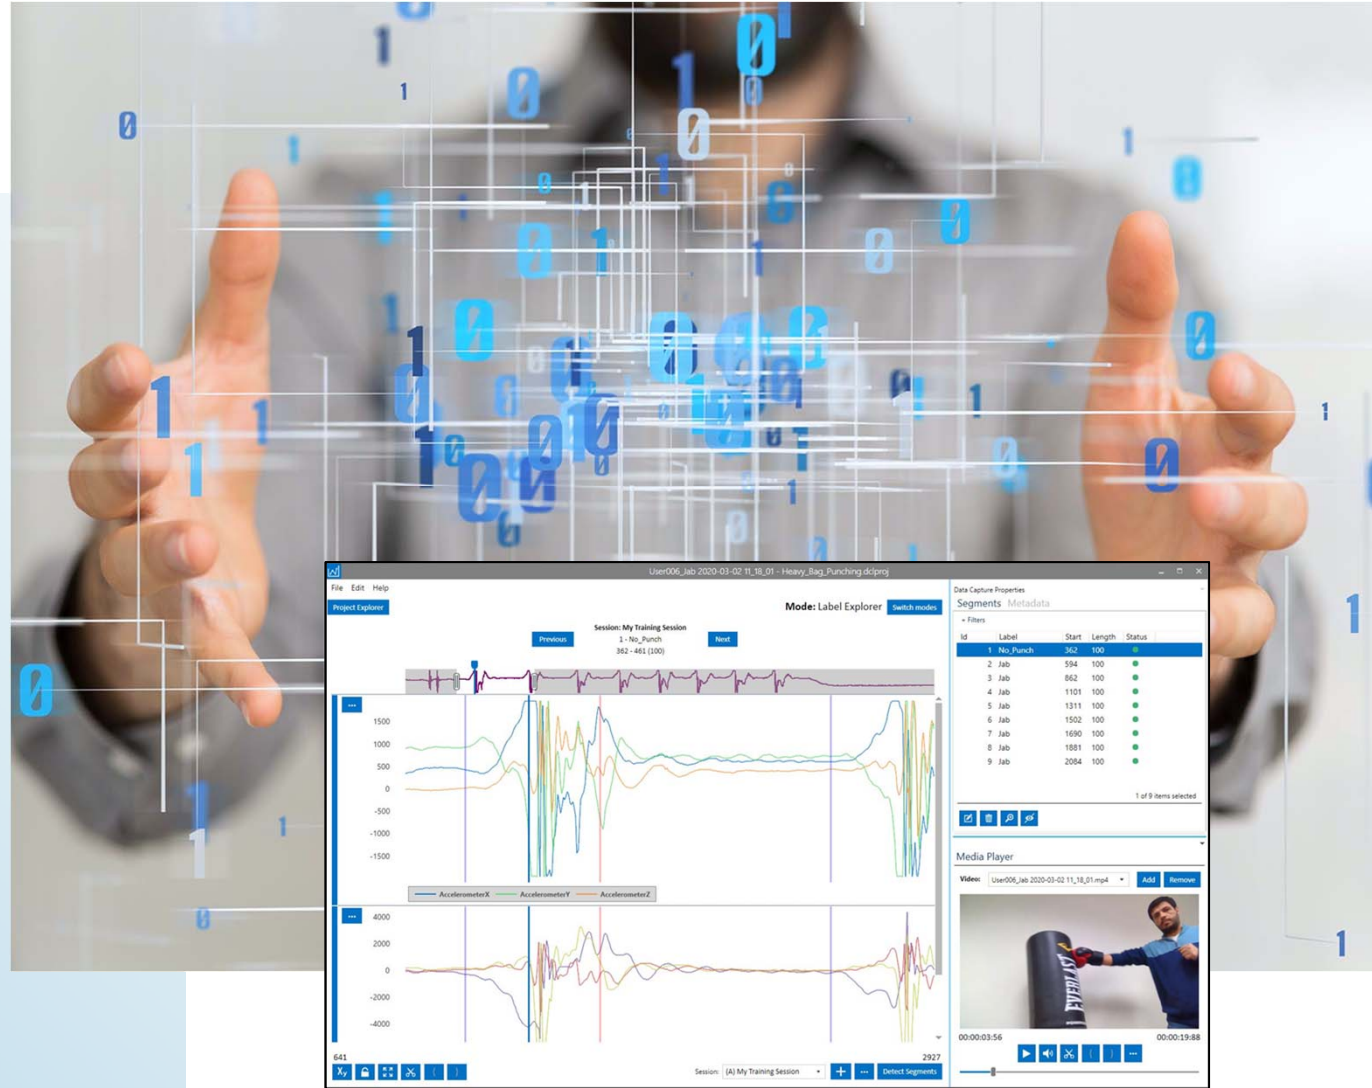 User006_Jab 2020-03-02 11_18_01 - Heavy_Bag_Punching.dclproj
File Edit Help
Project Explorer
Mode: Label Explorer Switch modes
Session: My Training Session
Previous 1 - No_Punch Next
362 - 461 (100)
1500
1000
500
0
-500
-1000
-1500
AccelerometerX AccelerometerY AccelerometerZ
4000
2000
0
-2000
-4000
641 2927
Xy
Session: (A) My Training Session Detect Segments
Data Capture Properties
Segments Metadata
+ Filters
Id Label Start Length Status
1 No_Punch 362 100
2 Jab 594 100
3 Jab 862 100
4 Jab 1101 100
5 Jab 1311 100
6 Jab 1502 100
7 Jab 1690 100
8 Jab 1881 100
9 Jab 2084 100
1 of 9 items selected
Media Player
Video: User006_Jab 2020-03-02 11_18_01.mp4 Add Remove
EVERLAST
00:00:03:56 00:00:19:88